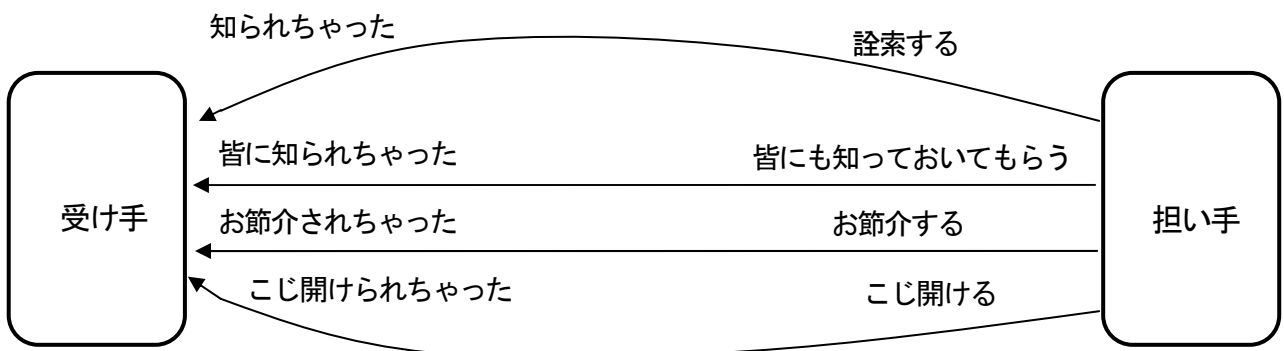 知られちゃった
詮索する
皆に知られちゃった
皆にも知っておいてもらう
受け手
お節介されちゃった
お節介する
担い手
こじ開けられちゃった
こじ開ける